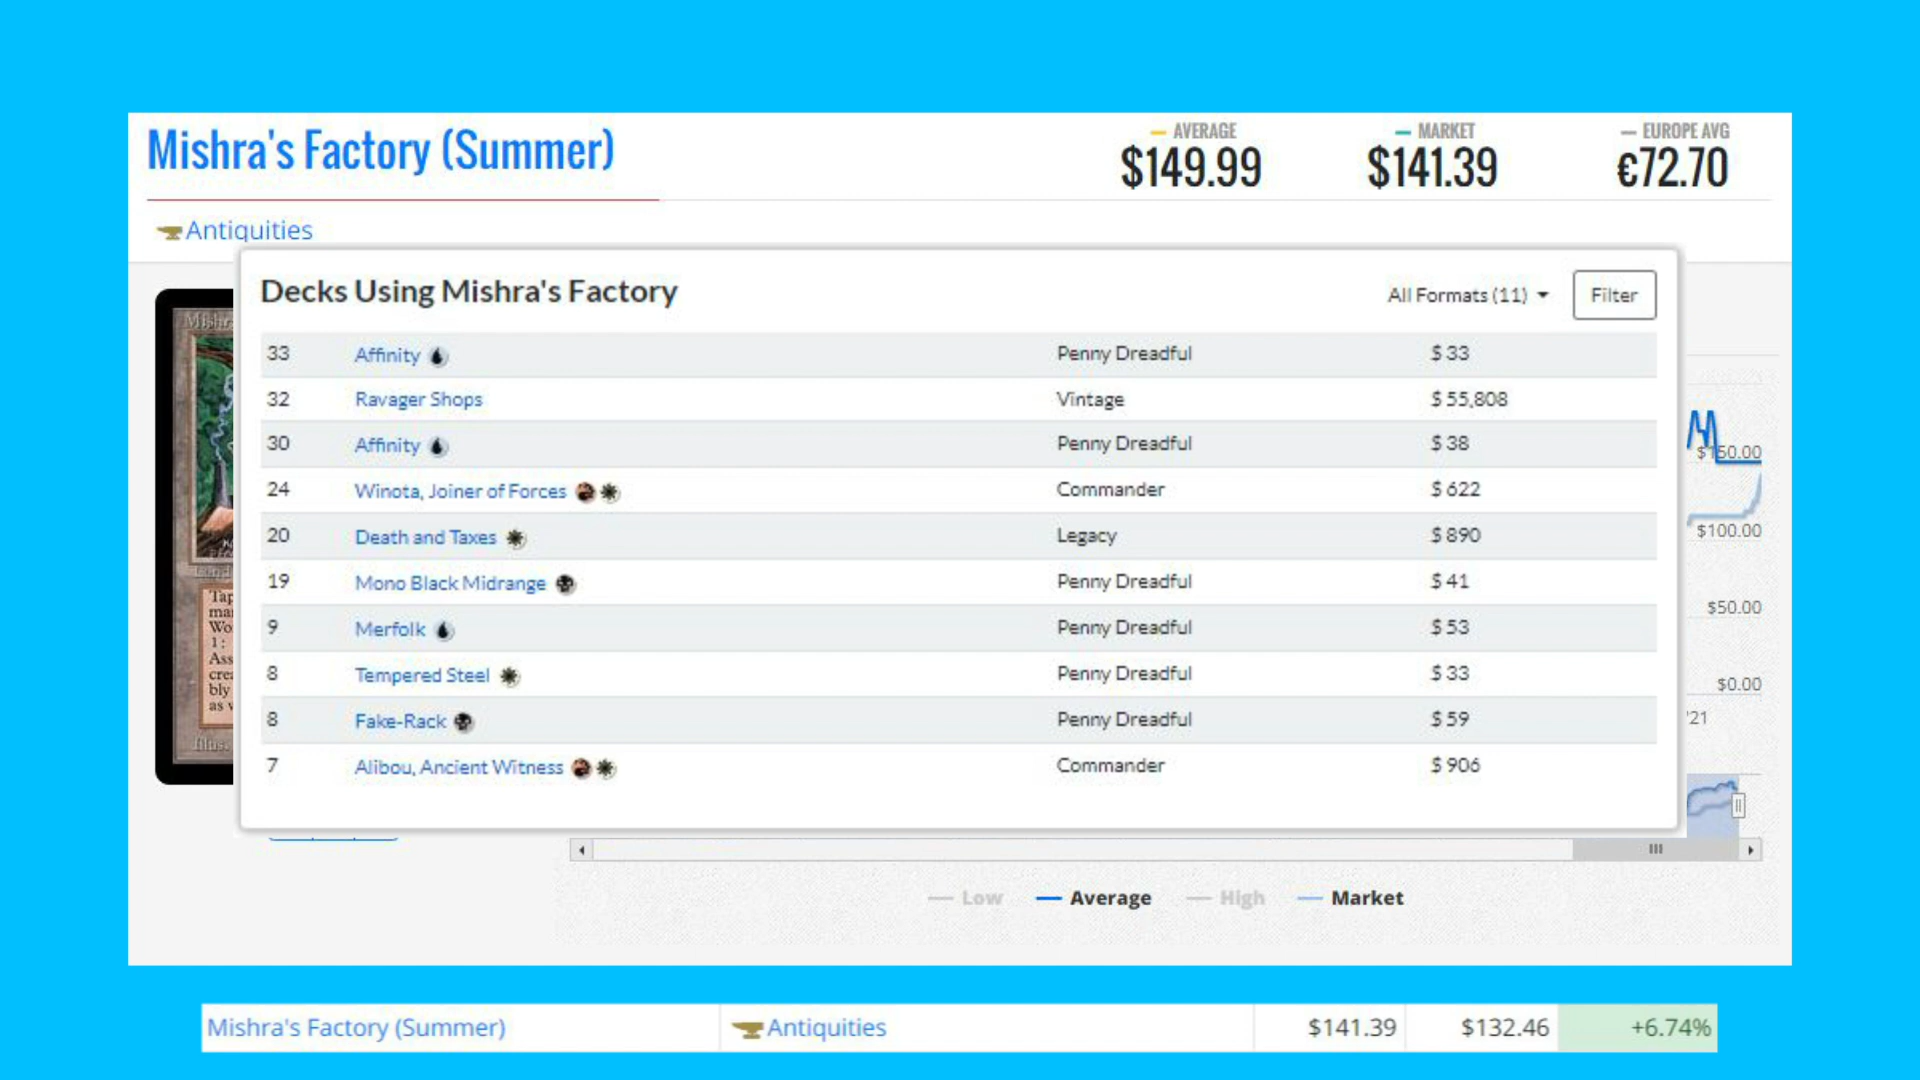 Mishra's Factory (Summer)
AVERAGE
$149.99
MARKET
$141.39
EUROPE AVG
€72.70
Antiquities
Decks Using Mishra's Factory
All Formats (11)
Filter
33 Affinity Penny Dreadful $ 33
32 Ravager Shops Vintage $ 55,808
30 Affinity Penny Dreadful $ 38
24 Winota, Joiner of Forces Commander $ 622
20 Death and Taxes Legacy $ 890
19 Mono Black Midrange Penny Dreadful $ 41
9 Merfolk Penny Dreadful $ 53
8 Tempered Steel Penny Dreadful $ 33
8 Fake-Rack Penny Dreadful $ 59
7 Alibou, Ancient Witness Commander $ 906
$150.00
$100.00
$50.00
$0.00
'21
Low Average High Market
Mishra's Factory (Summer) Antiquities $141.39 $132.46 +6.74%